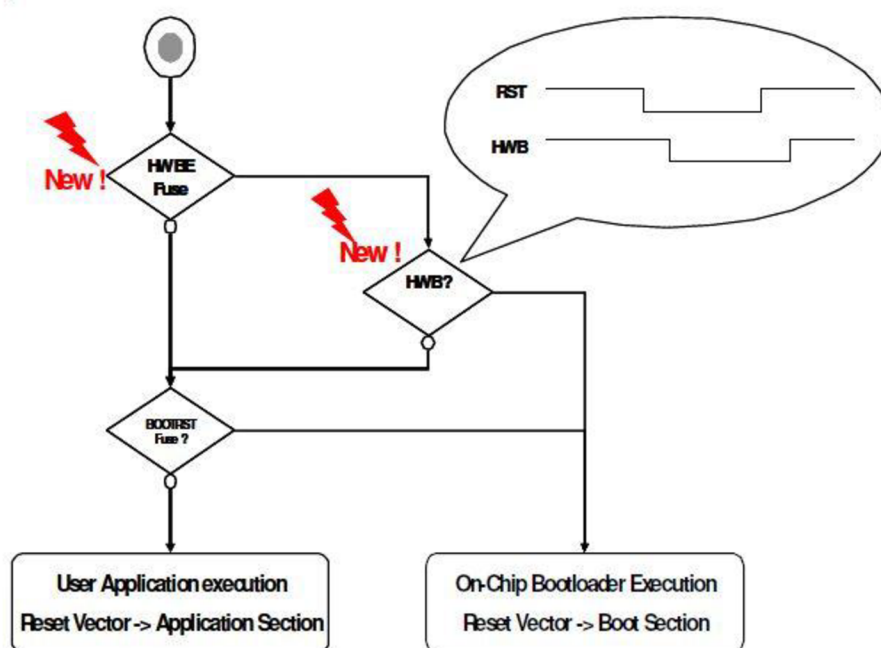 RST
HWB
New !
HWBE
Fuse
New !
HWB?
BOOTRST
Fuse ?
User Application execution
Reset Vector -> Application Section
On-Chip Bootloader Execution
Reset Vector -> Boot Section